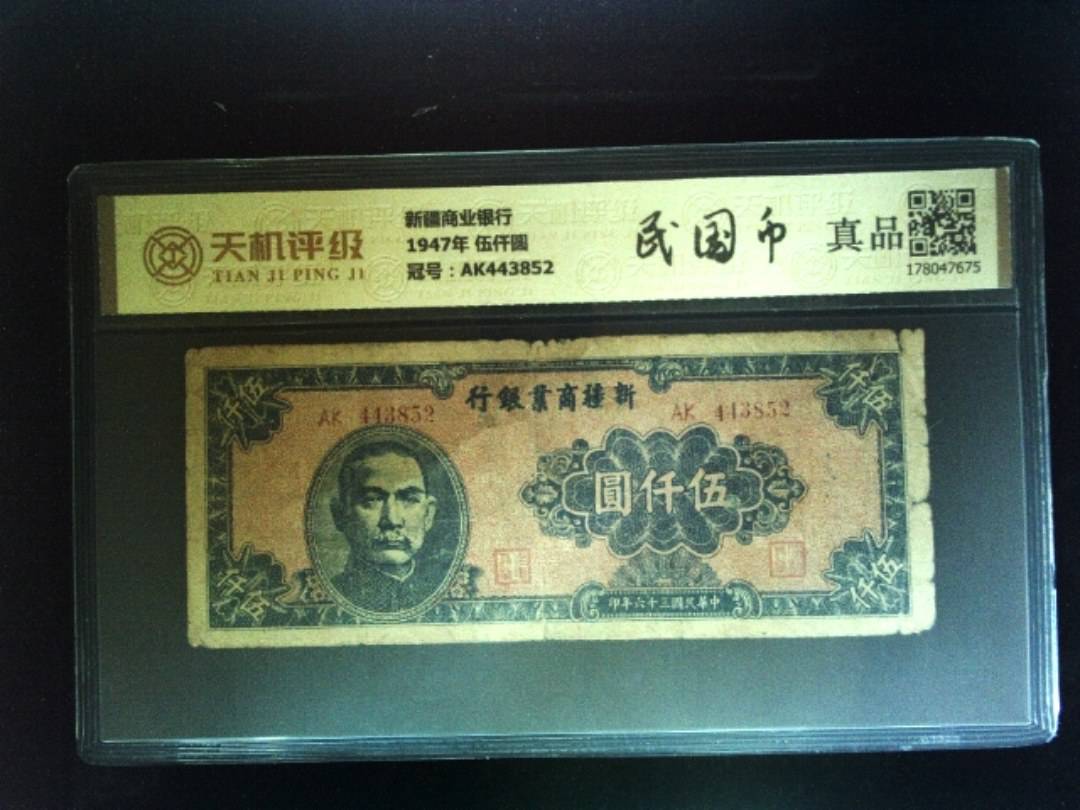 天机评级
TIAN JI PING JI
新疆商业银行
1947年 伍仟圆
冠号：AK443852
民国币
真品
178047675
新疆商業銀行
AK 443852
AK 443852
伍仟
伍仟
伍仟圓
伍仟
伍仟
中華民國三十六年印